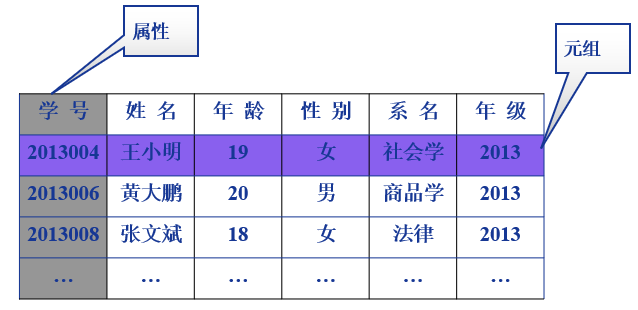 属性
元组
学 号 姓 名 年 龄 性 别 系 名 年 级
2013004 王小明 19 女 社会学 2013
2013006 黄大鹏 20 男 商品学 2013
2013008 张文斌 18 女 法律 2013
… … … … … …